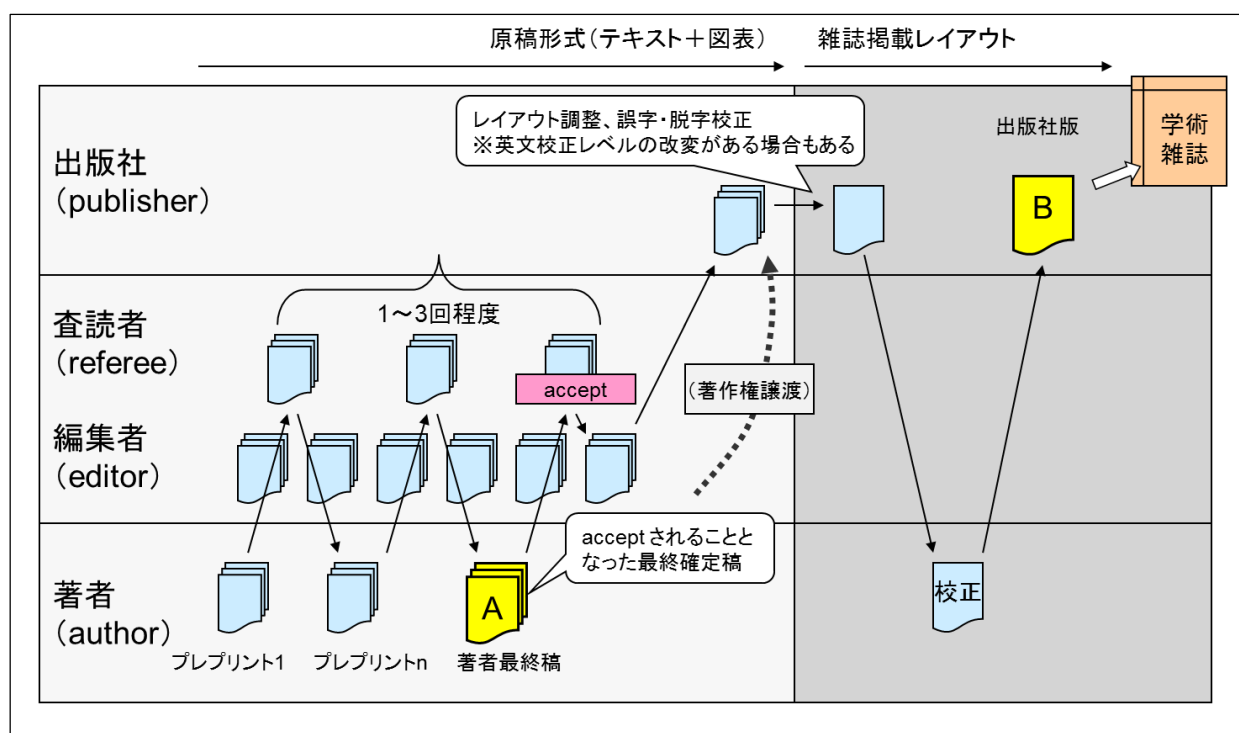 原稿形式（テキスト＋図表）
雑誌掲載レイアウト
レイアウト調整、誤字・脱字校正
※英文校正レベルの改変がある場合もある
出版社版
学術
雑誌
出版社
（publisher）
B
1～3回程度
査読者
（referee）
accept
（著作権譲渡）
編集者
（editor）
acceptされることと
なった最終確定稿
著者
（author）
A
校正
プレプリント1
プレプリントn
著者最終稿